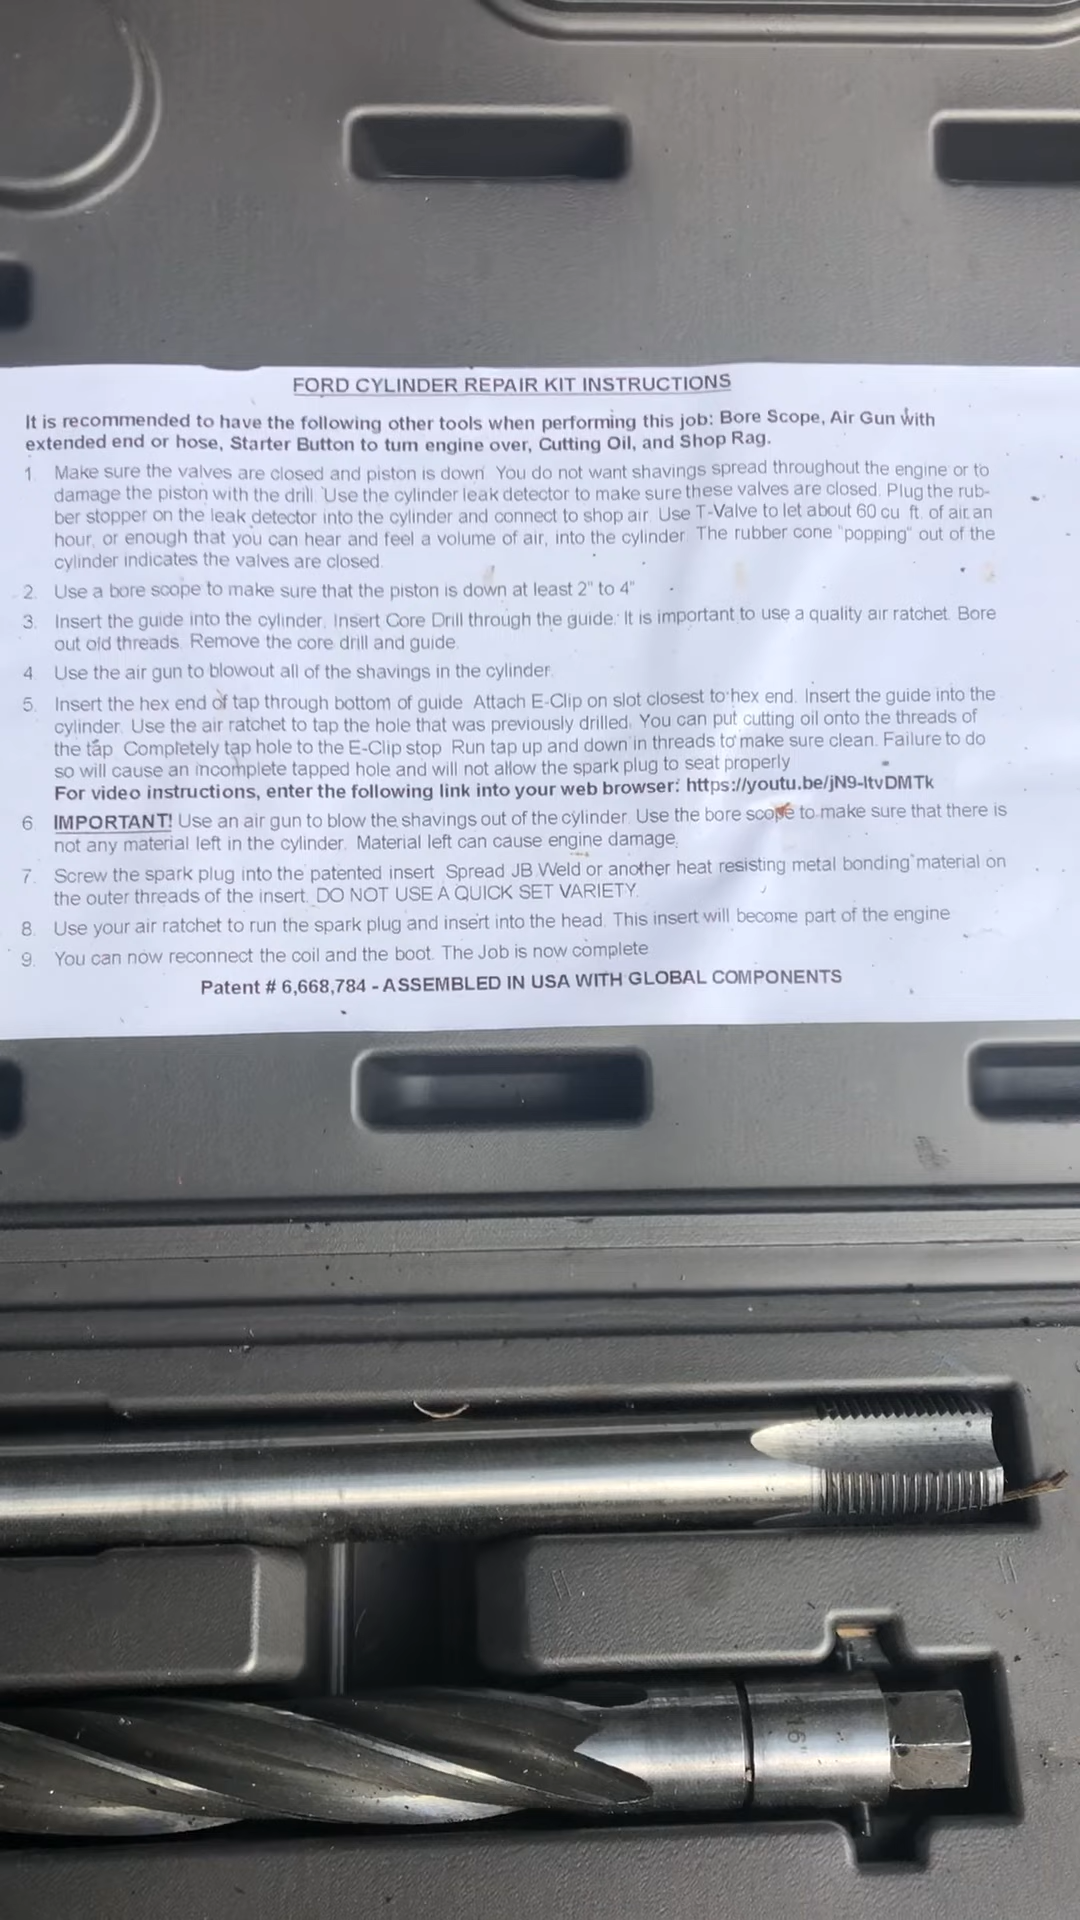 FORD CYLINDER REPAIR KIT INSTRUCTIONS
It is recommended to have the following other tools when performing this job: Bore Scope, Air Gun with
extended end or hose, Starter Button to turn engine over, Cutting Oil, and Shop Rag.
1. Make sure the valves are closed and piston is down. You do not want shavings spread throughout the engine or to
damage the piston with the drill. Use the cylinder leak detector to make sure these valves are closed. Plug the rub-
ber stopper on the leak detector into the cylinder and connect to shop air. Use T-Valve to let about 60 cu. ft. of air an
hour, or enough that you can hear and feel a volume of air, into the cylinder. The rubber cone "popping" out of the
cylinder indicates the valves are closed.
2. Use a bore scope to make sure that the piston is down at least 2" to 4"
3. Insert the guide into the cylinder. Insert Core Drill through the guide. It is important to use a quality air ratchet. Bore
out old threads. Remove the core drill and guide.
4. Use the air gun to blowout all of the shavings in the cylinder.
5. Insert the hex end of tap through bottom of guide. Attach E-Clip on slot closest to hex end. Insert the guide into the
cylinder. Use the air ratchet to tap the hole that was previously drilled. You can put cutting oil onto the threads of
the tap. Completely tap hole to the E-Clip stop. Run tap up and down in threads to make sure clean. Failure to do
so will cause an incomplete tapped hole and will not allow the spark plug to seat properly
For video instructions, enter the following link into your web browser: https://youtu.be/jN9-ltvDMTk
6. IMPORTANT! Use an air gun to blow the shavings out of the cylinder. Use the bore scope to make sure that there is
not any material left in the cylinder. Material left can cause engine damage.
7. Screw the spark plug into the patented insert. Spread JB Weld or another heat resisting metal bonding material on
the outer threads of the insert. DO NOT USE A QUICK SET VARIETY.
8. Use your air ratchet to run the spark plug and insert into the head. This insert will become part of the engine
9. You can now reconnect the coil and the boot. The Job is now complete
Patent # 6,668,784 - ASSEMBLED IN USA WITH GLOBAL COMPONENTS
16"